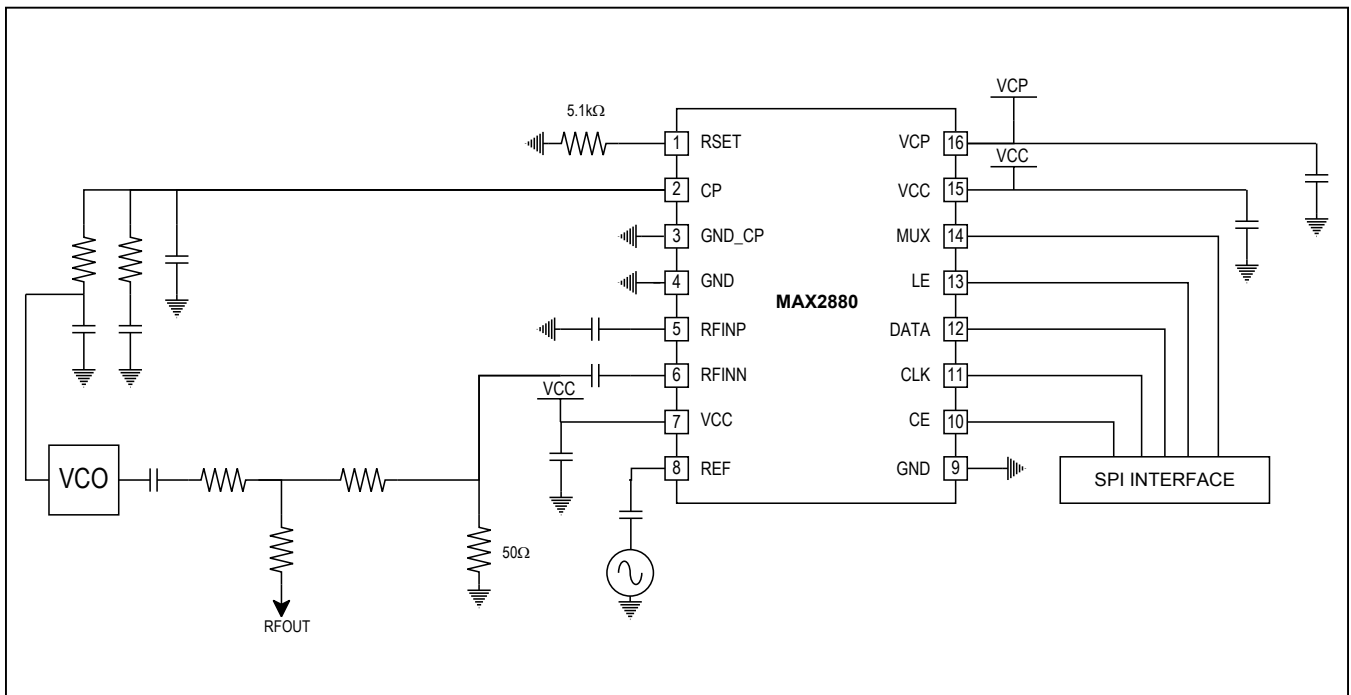 VCP
5.1kΩ
1 RSET
VCP 16
VCC
2 CP
VCC 15
3 GND_CP
MUX 14
4 GND
LE 13
MAX2880
5 RFINP
DATA 12
6 RFINN
CLK 11
VCC
7 VCC
CE 10
8 REF
GND 9
VCO
SPI INTERFACE
50Ω
RFOUT